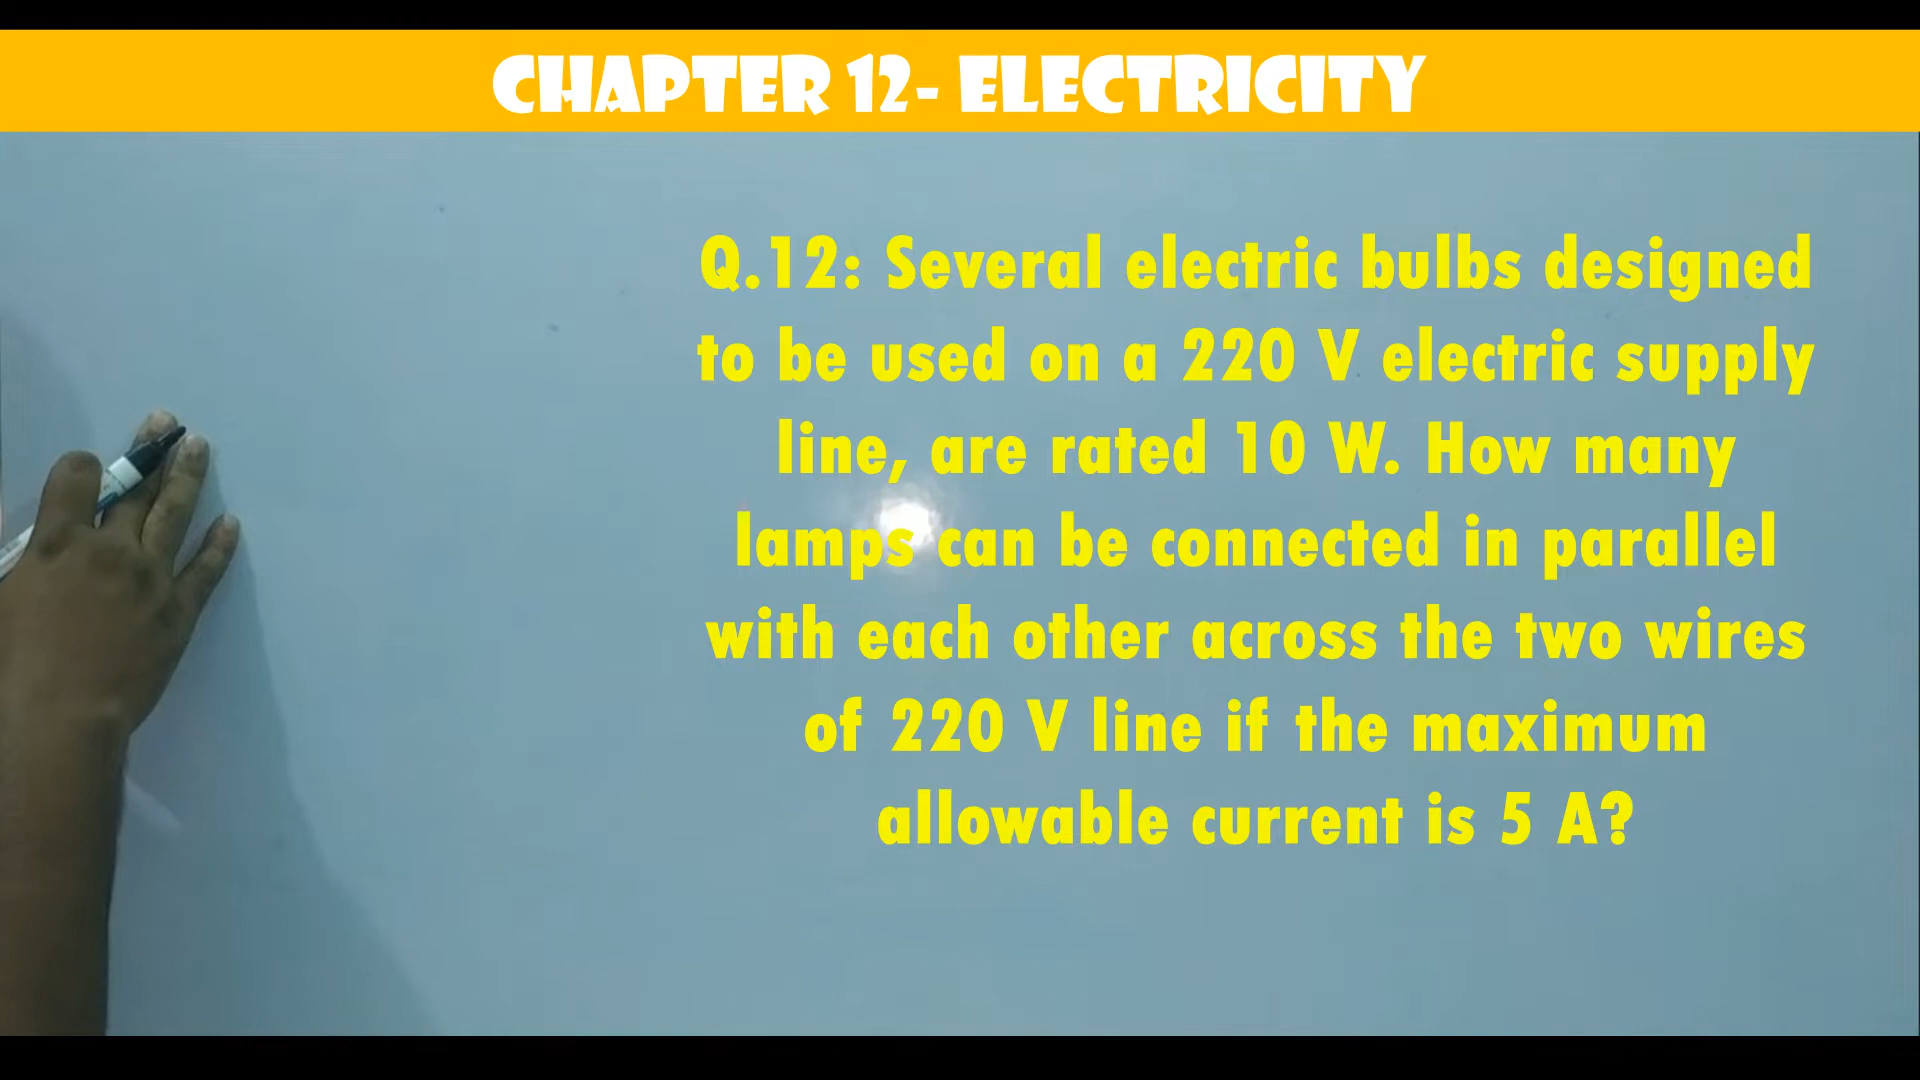 CHAPTER 12- ELECTRICITY
Q.12: Several electric bulbs designed
to be used on a 220 V electric supply
line, are rated 10 W. How many
lamps can be connected in parallel
with each other across the two wires
of 220 V line if the maximum
allowable current is 5 A?